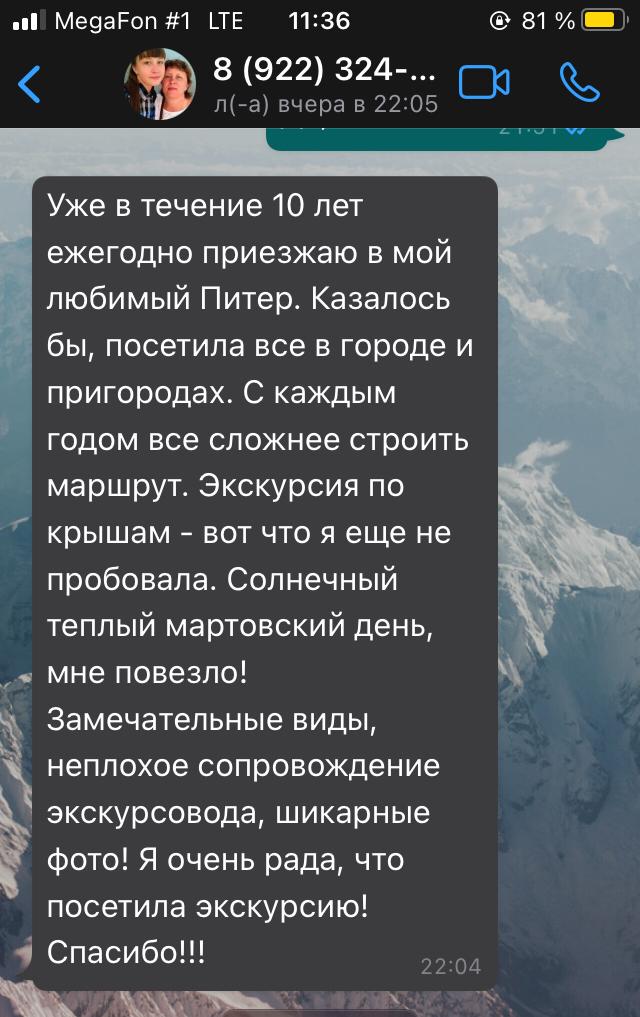 MegaFon #1 LTE 11:36 81 %
8 (922) 324-...
л(-а) вчера в 22:05
Уже в течение 10 лет
ежегодно приезжаю в мой
любимый Питер. Казалось
бы, посетила все в городе и
пригородах. С каждым
годом все сложнее строить
маршрут. Экскурсия по
крышам - вот что я еще не
пробовала. Солнечный
теплый мартовский день,
мне повезло!
Замечательные виды,
неплохое сопровождение
экскурсовода, шикарные
фото! Я очень рада, что
посетила экскурсию!
Спасибо!!!
22:04